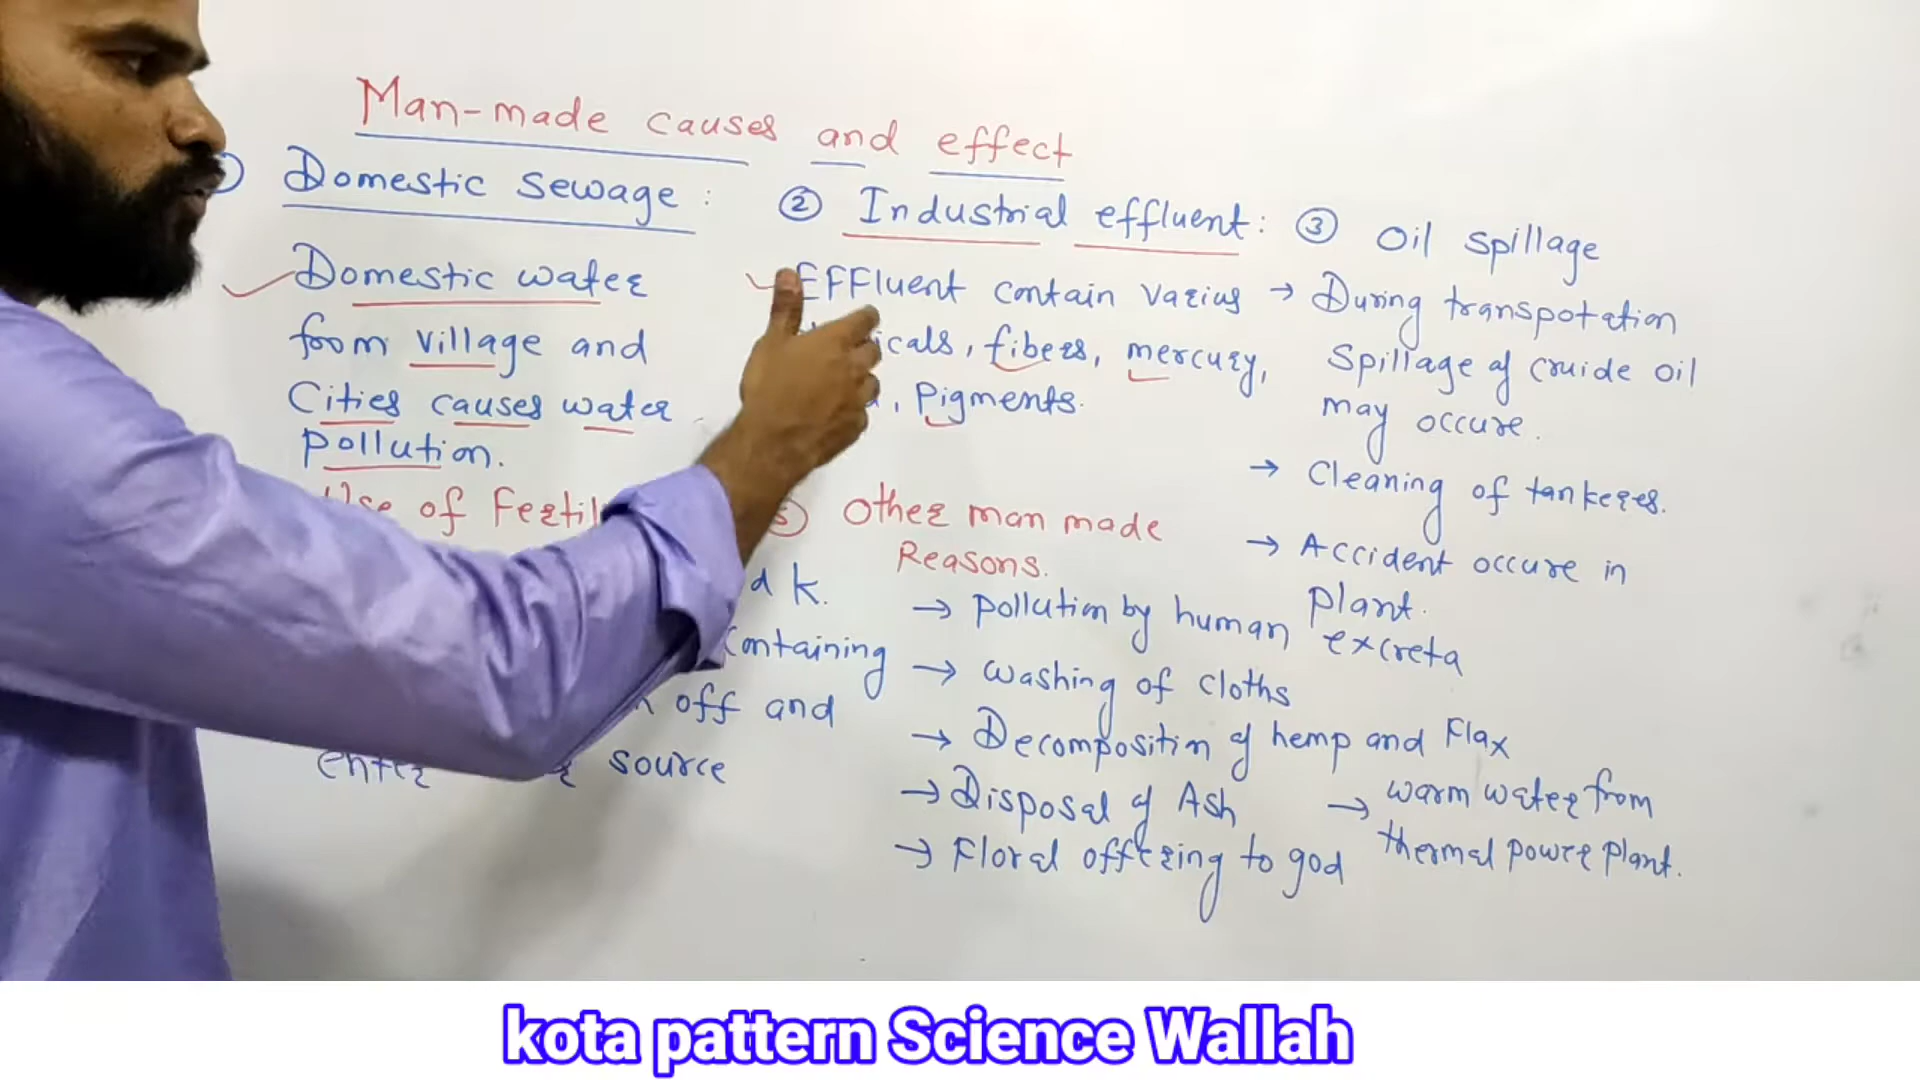 Man-made causes and effect
Domestic sewage :
Domestic water
from village and
Cities causes water
pollution.
② Industrial effluent :
Effluent contain varius
, fibers, mercury,
, Pigments.
③ Oil spillage
→ During transpotation
Spillage of cruide oil
may occure.
→ Cleaning of tankeres.
→ Accident occure in
plant.
Use of
k.
containing
off and
enter source
Other man made
Reasons.
→ pollution by human excreta
→ washing of cloths
→ Decomposition of hemp and Flax
→ Disposal of Ash
→ Floral offering to god
→ warm water from
thermal power plant.
kota pattern Science Wallah